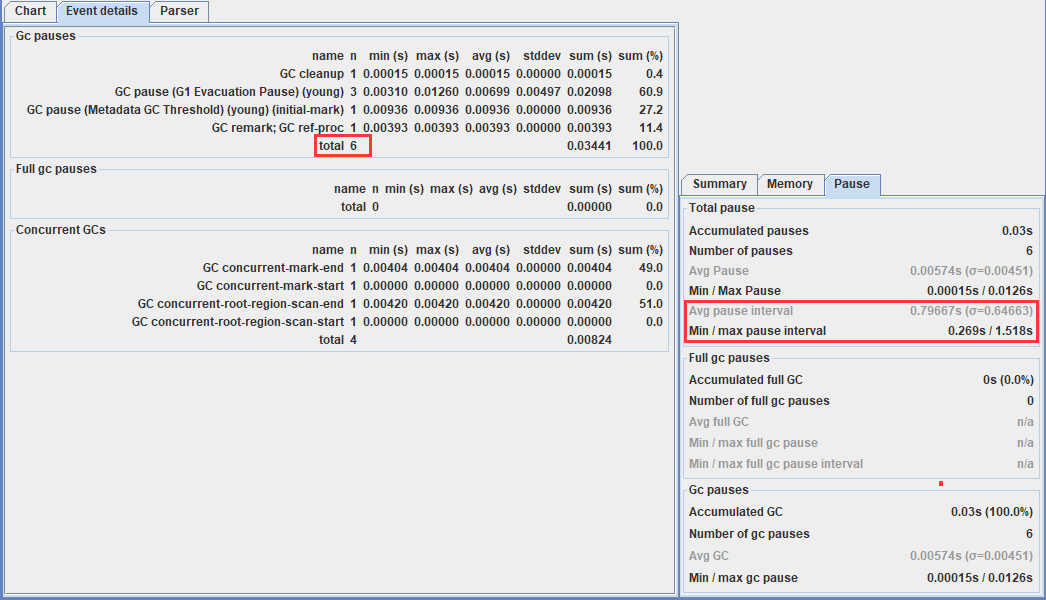 Chart Event details Parser
Gc pauses
name n min (s) max (s) avg (s) stddev sum (s) sum (%)
GC cleanup 1 0.00015 0.00015 0.00015 0.00000 0.00015 0.4
GC pause (G1 Evacuation Pause) (young) 3 0.00310 0.01260 0.00699 0.00497 0.02098 60.9
GC pause (Metadata GC Threshold) (young) (initial-mark) 1 0.00936 0.00936 0.00936 0.00000 0.00936 27.2
GC remark; GC ref-proc 1 0.00393 0.00393 0.00393 0.00000 0.00393 11.4
total 6 0.03441 100.0
Full gc pauses
name n min (s) max (s) avg (s) stddev sum (s) sum (%)
total 0 0.00000 0.0
Concurrent GCs
name n min (s) max (s) avg (s) stddev sum (s) sum (%)
GC concurrent-mark-end 1 0.00404 0.00404 0.00404 0.00000 0.00404 49.0
GC concurrent-mark-start 1 0.00000 0.00000 0.00000 0.00000 0.00000 0.0
GC concurrent-root-region-scan-end 1 0.00420 0.00420 0.00420 0.00000 0.00420 51.0
GC concurrent-root-region-scan-start 1 0.00000 0.00000 0.00000 0.00000 0.00000 0.0
total 4 0.00824
Summary Memory Pause
Total pause
Accumulated pauses 0.03s
Number of pauses 6
Avg Pause 0.00574s (σ=0.00451)
Min / Max Pause 0.00015s / 0.0126s
Avg pause interval 0.79667s (σ=0.64663)
Min / max pause interval 0.269s / 1.518s
Full gc pauses
Accumulated full GC 0s (0.0%)
Number of full gc pauses 0
Avg full GC n/a
Min / max full gc pause n/a
Min / max full gc pause interval n/a
Gc pauses
Accumulated GC 0.03s (100.0%)
Number of gc pauses 6
Avg GC 0.00574s (σ=0.00451)
Min / max gc pause 0.00015s / 0.0126s